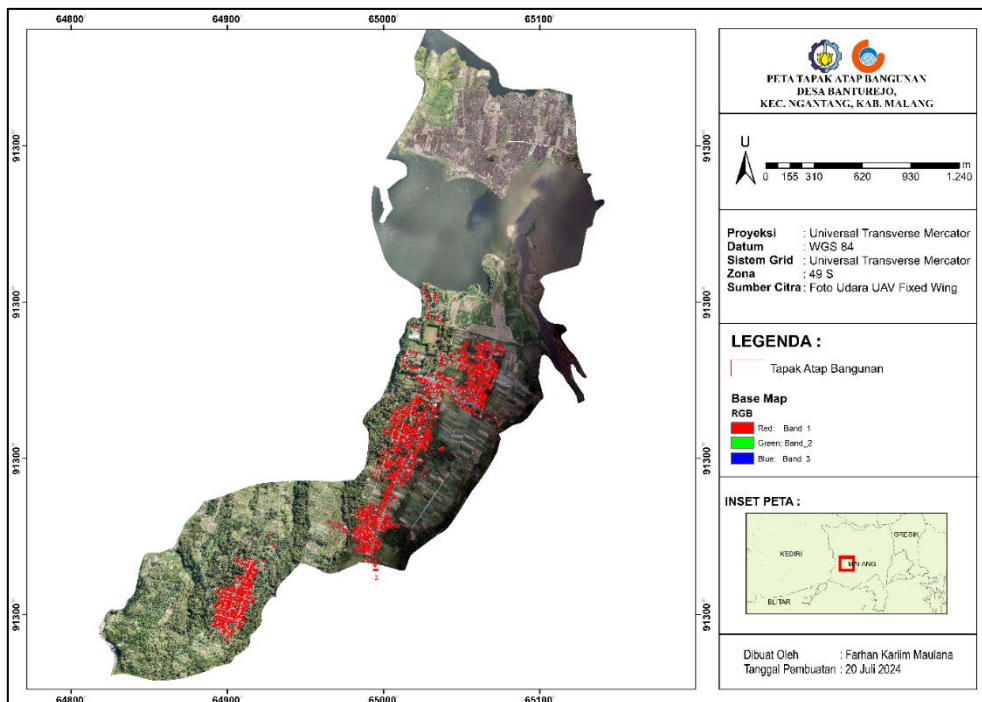 64800° 64900° 65000° 65100°
91300°
91300°
91300°
91300°
91300°
91300°
91300°
91300°
64800° 64900° 65000° 65100°
PETA TAPAK ATAP BANGUNAN
DESA BANTUREJO,
KEC. NGANTANG, KAB. MALANG
U
m
0 155 310 620 930 1.240
Proyeksi : Universal Transverse Mercator
Datum : WGS 84
Sistem Grid : Universal Transverse Mercator
Zona : 49 S
Sumber Citra : Foto Udara UAV Fixed Wing
LEGENDA :
Tapak Atap Bangunan
Base Map
RGB
Red: Band_1
Green: Band_2
Blue: Band_3
INSET PETA :
GRESIK
KEDIRI
MALANG
BLITAR
Dibuat Oleh : Farhan Kariim Maulana
Tanggal Pembuatan : 20 Juli 2024